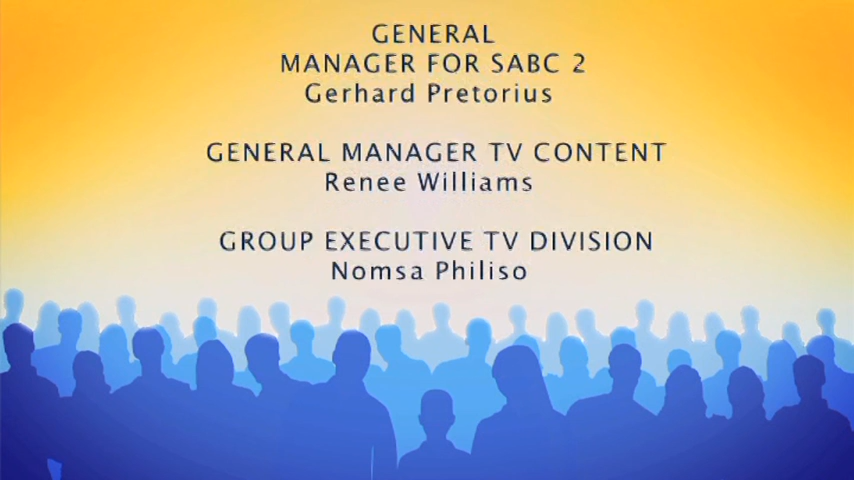 GENERAL
MANAGER FOR SABC 2
Gerhard Pretorius
GENERAL MANAGER TV CONTENT
Renee Williams
GROUP EXECUTIVE TV DIVISION
Nomsa Philiso